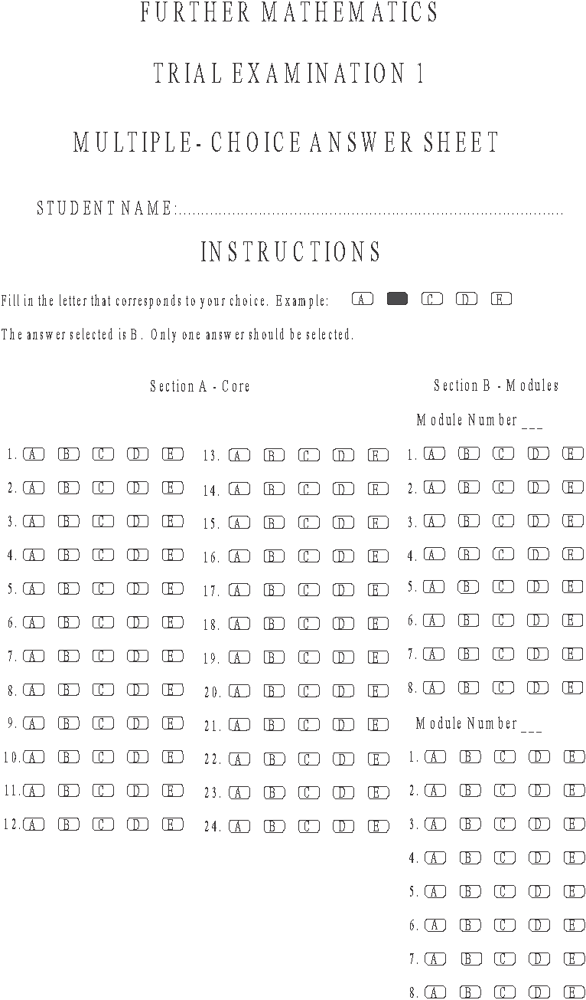 FURTHER MATHEMATICS
TRIAL EXAMINATION 1
MULTIPLE- CHOICE ANSWER SHEET
STUDENT NAME:......................................................................................
INSTRUCTIONS
Fill in the letter that corresponds to your choice. Example: A C D E
The answer selected is B. Only one answer should be selected.
Section A - Core
1. A B C D E
2. A B C D E
3. A B C D E
4. A B C D E
5. A B C D E
6. A B C D E
7. A B C D E
8. A B C D E
9. A B C D E
10. A B C D E
11. A B C D E
12. A B C D E
13. A B C D E
14. A B C D E
15. A B C D E
16. A B C D E
17. A B C D E
18. A B C D E
19. A B C D E
20. A B C D E
21. A B C D E
22. A B C D E
23. A B C D E
24. A B C D E
Section B - Modules
Module Number ___
1. A B C D E
2. A B C D E
3. A B C D E
4. A B C D E
5. A B C D E
6. A B C D E
7. A B C D E
8. A B C D E
Module Number ___
1. A B C D E
2. A B C D E
3. A B C D E
4. A B C D E
5. A B C D E
6. A B C D E
7. A B C D E
8. A B C D E